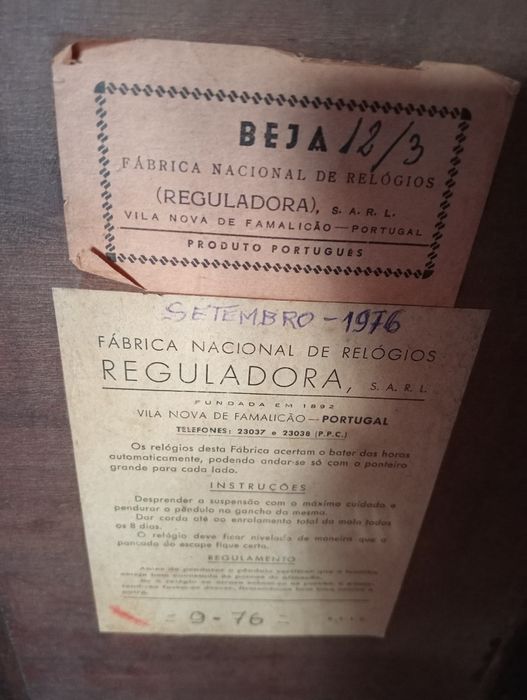 BEJA 12/3
FÁBRICA NACIONAL DE RELÓGIOS
(REGULADORA), S. A. R. L.
VILA NOVA DE FAMALICÃO — PORTUGAL
PRODUTO PORTUGUÊS
SETEMBRO - 1976
FÁBRICA NACIONAL DE RELÓGIOS
REGULADORA, S. A. R. L.
FUNDADA EM 1892
VILA NOVA DE FAMALICÃO — PORTUGAL
TELEFONES: 23037 e 23038 (P.P.C.)
Os relógios desta Fábrica acertam o bater das horas
automaticamente, podendo andar-se só com o ponteiro
grande para cada lado.
INSTRUÇÕES
Desprender a suspensão com o máximo cuidado e
pendurar o pêndulo na gancho da mesma.
Dar corda até ao enrolamento total da mola todos
os 8 dias.
O relógio deve ficar nivelado de maneira que a
pancada do escape fique certa.
REGULAMENTO
= 9-76 =